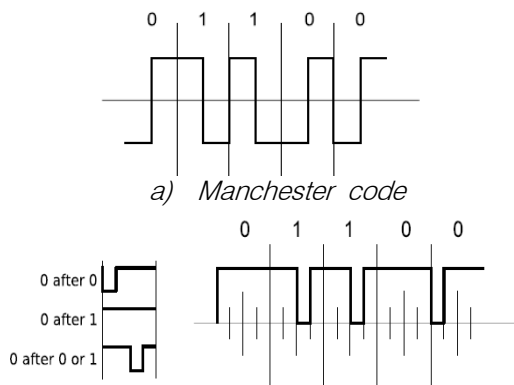 0 1 1 0 0
a) Manchester code
0 1 1 0 0
0 after 0
0 after 1
0 after 0 or 1